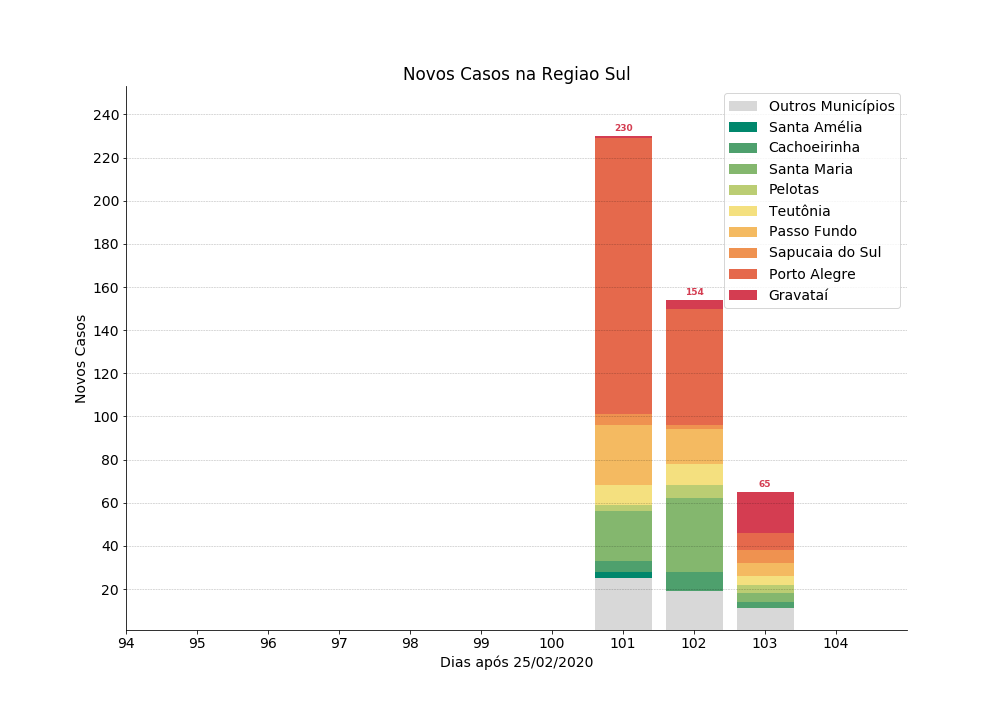 Novos Casos na Regiao Sul
Outros Municípios
Santa Amélia
Cachoeirinha
Santa Maria
Pelotas
Teutônia
Passo Fundo
Sapucaia do Sul
Porto Alegre
Gravataí
230
154
65
Novos Casos
240
220
200
180
160
140
120
100
80
60
40
20
94 95 96 97 98 99 100 101 102 103 104
Dias após 25/02/2020